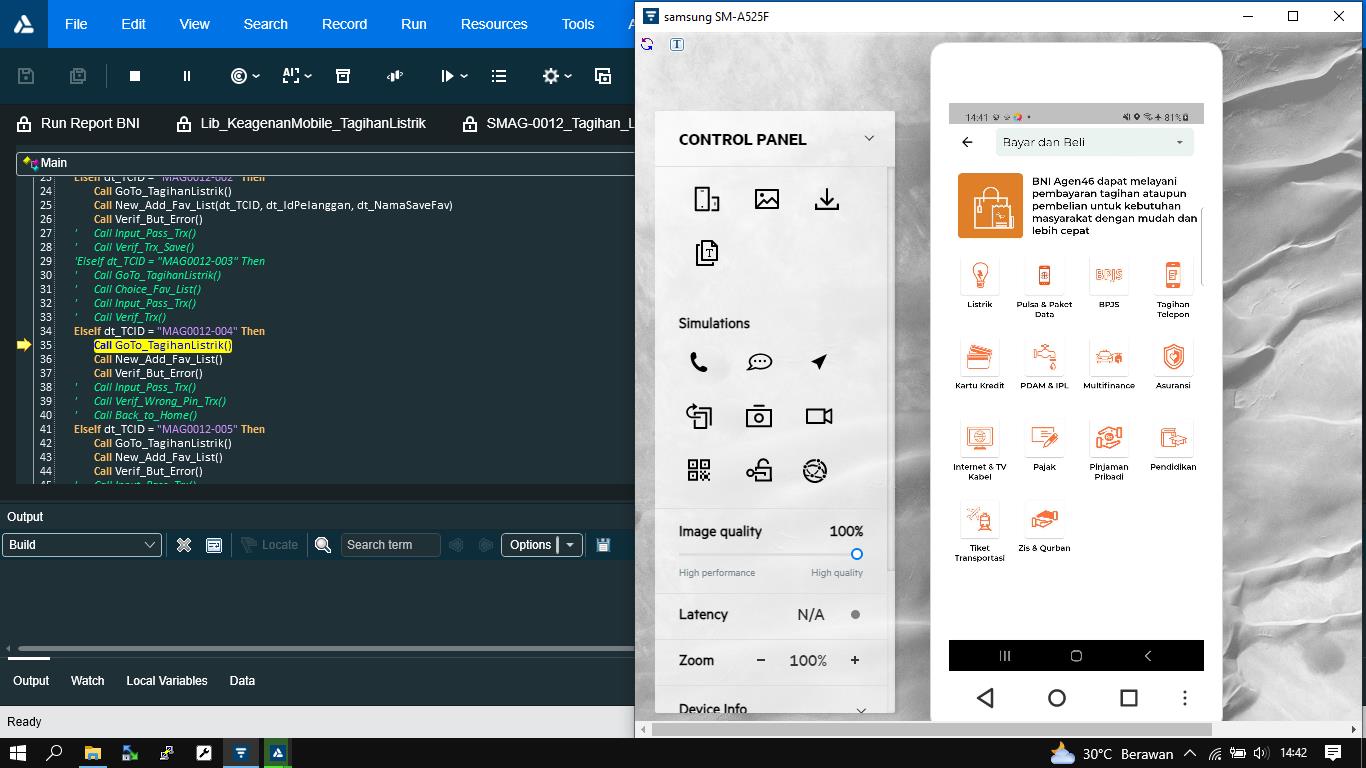 File Edit View Search Record Run Resources Tools
samsung SM-A525F
Run Report BNI
Lib_KeagenanMobile_TagihanListrik
SMAG-0012_Tagihan_L
Main
23 ElseIf dt_TCID = "MAG0012-002" Then
24 Call GoTo_TagihanListrik()
25 Call New_Add_Fav_List(dt_TCID, dt_IdPelanggan, dt_NamaSaveFav)
26 Call Verif_But_Error()
27 ' Call Input_Pass_Trx()
28 ' Call Verif_Trx_Save()
29 'ElseIf dt_TCID = "MAG0012-003" Then
30 ' Call GoTo_TagihanListrik()
31 ' Call Choice_Fav_List()
32 ' Call Input_Pass_Trx()
33 ' Call Verif_Trx()
34 ElseIf dt_TCID = "MAG0012-004" Then
35 Call GoTo_TagihanListrik()
36 Call New_Add_Fav_List()
37 Call Verif_But_Error()
38 ' Call Input_Pass_Trx()
39 ' Call Verif_Wrong_Pin_Trx()
40 ' Call Back_to_Home()
41 ElseIf dt_TCID = "MAG0012-005" Then
42 Call GoTo_TagihanListrik()
43 Call New_Add_Fav_List()
44 Call Verif_But_Error()
45 ' Call Input_Pass_Trx()
Output
Build
Locate
Search term
Options
Output Watch Local Variables Data
Ready
CONTROL PANEL
Simulations
Image quality 100%
High performance High quality
Latency N/A
Zoom - 100% +
Device Info
14:41 81%
Bayar dan Beli
BNI Agen46 dapat melayani
pembayaran tagihan ataupun
pembelian untuk kebutuhan
masyarakat dengan mudah dan
lebih cepat
BPJS
Listrik
Pulsa & Paket
Data
BPJS
Tagihan
Telepon
Kartu Kredit
PDAM & IPL
Multifinance
Asuransi
Internet & TV
Kabel
Pajak
Pinjaman
Pribadi
Pendidikan
Tiket
Transportasi
Zis & Qurban
30°C Berawan
14:42